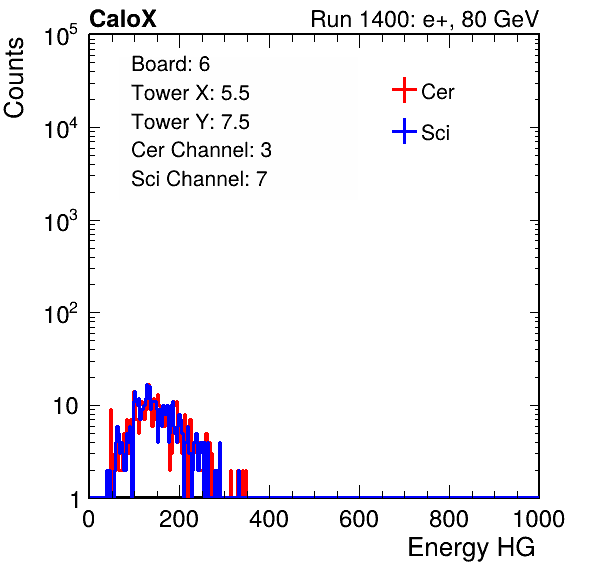 CaloX Run 1400: e+, 80 GeV
Counts
10^5
10^4
10^3
10^2
10
1
Board: 6
Tower X: 5.5
Tower Y: 7.5
Cer Channel: 3
Sci Channel: 7
Cer
Sci
0 200 400 600 800 1000
Energy HG